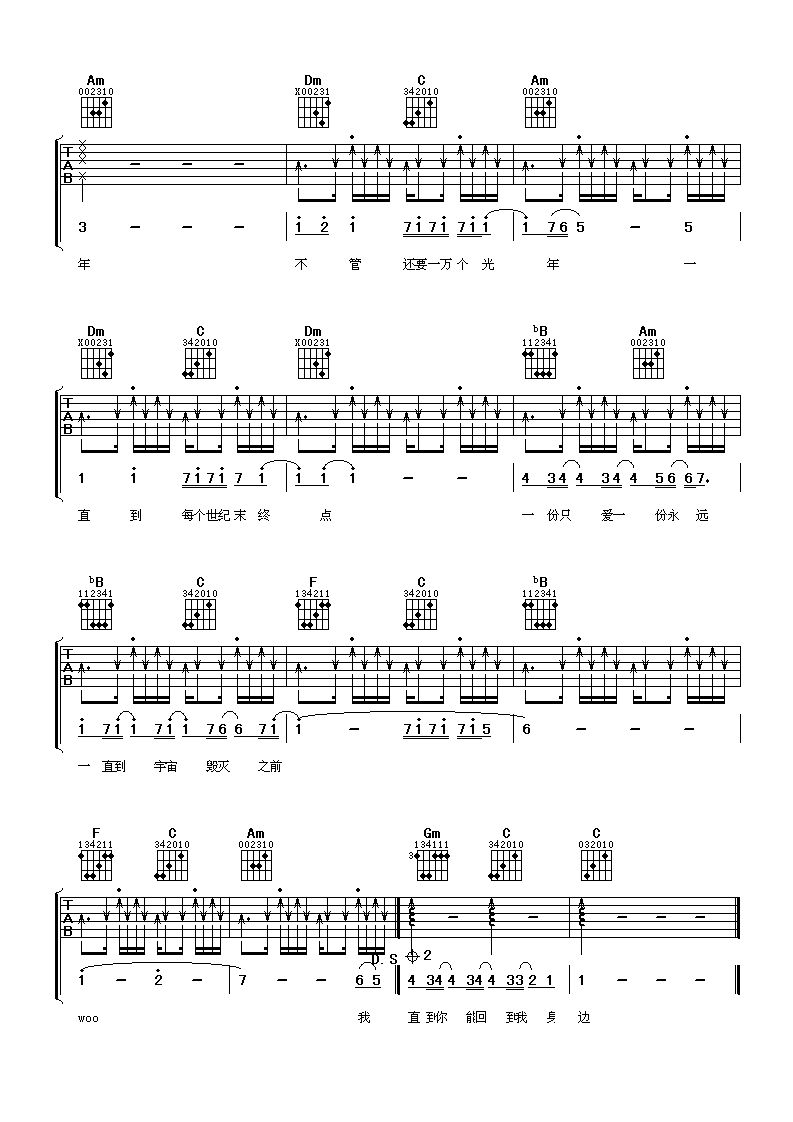 Am Dm C Am
002310 X00231 342010 002310
T
A
B
3 - - - 1 2 1 7171 711 1 765 - 5
年 不 管 还要一万 个 光 年 一
Dm C Dm ♭B Am
X00231 342010 X00231 112341 002310
T
A
B
1 1 7171 7 1 1 1 1 - - 4 34 4 34 4 56 67.
直 到 每个世纪 末 终 点 一 份只 爱一 份永 远
♭B C F C ♭B
112341 342010 134211 342010 112341
T
A
B
1 71 1 71 1 76 6 71 1 - 7171 715 6 - - -
一 直到 宇宙 毁灭 之前
F C Am Gm C C
134211 342010 002310 3 134111 342010 032010
T
A
B
D.S 2
1 - 2 - 7 - - 65 4 34 4 34 4 332 1 1 - - -
woo 我 直 到你 能回 到我 身 边